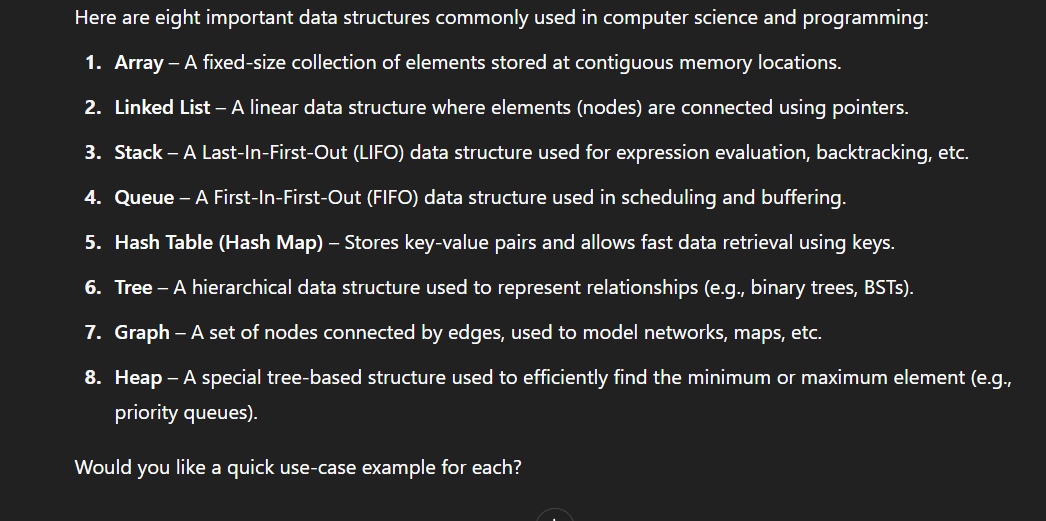 Here are eight important data structures commonly used in computer science and programming:
1. Array – A fixed-size collection of elements stored at contiguous memory locations.
2. Linked List – A linear data structure where elements (nodes) are connected using pointers.
3. Stack – A Last-In-First-Out (LIFO) data structure used for expression evaluation, backtracking, etc.
4. Queue – A First-In-First-Out (FIFO) data structure used in scheduling and buffering.
5. Hash Table (Hash Map) – Stores key-value pairs and allows fast data retrieval using keys.
6. Tree – A hierarchical data structure used to represent relationships (e.g., binary trees, BSTs).
7. Graph – A set of nodes connected by edges, used to model networks, maps, etc.
8. Heap – A special tree-based structure used to efficiently find the minimum or maximum element (e.g.,
priority queues).
Would you like a quick use-case example for each?